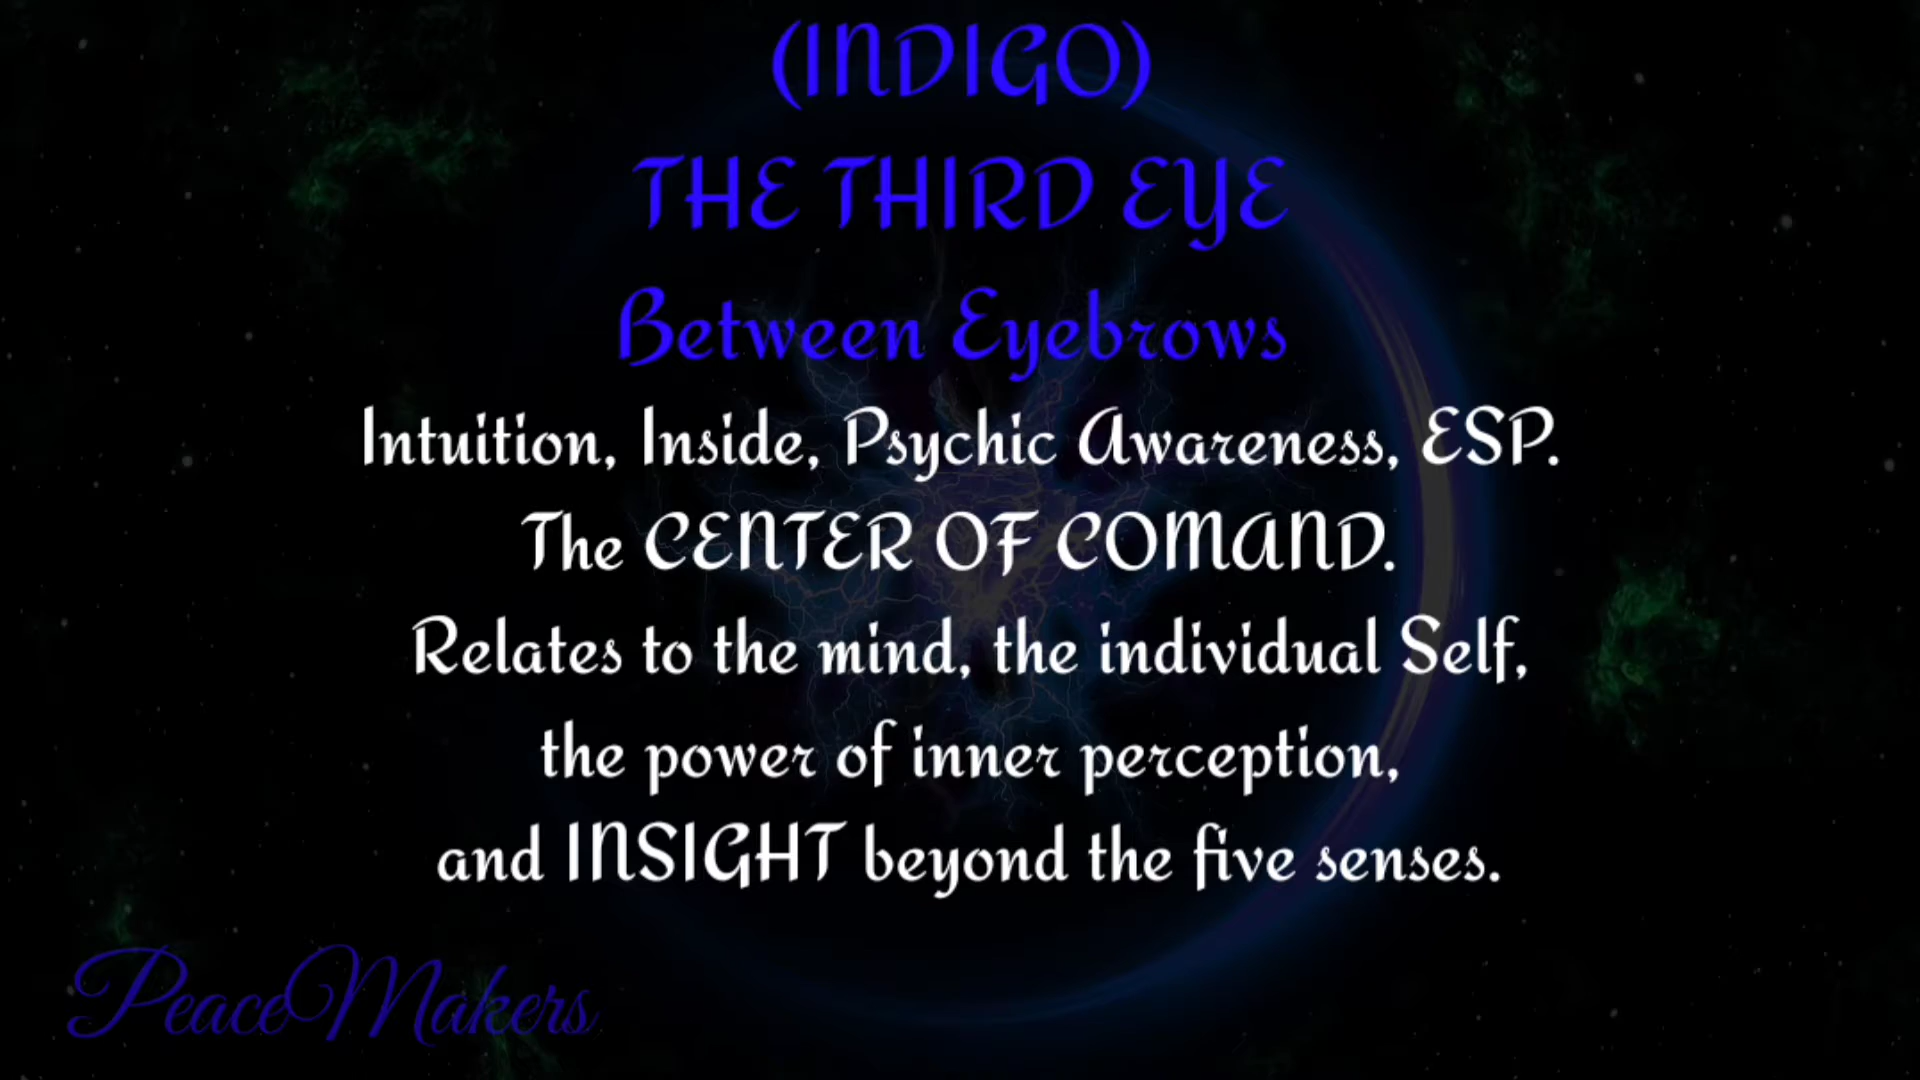 (INDIGO)
THE THIRD EYE
Between Eyebrows
Intuition, Inside, Psychic Awareness, ESP.
The CENTER OF COMAND.
Relates to the mind, the individual Self,
the power of inner perception,
and INSIGHT beyond the five senses.
PeaceMakers